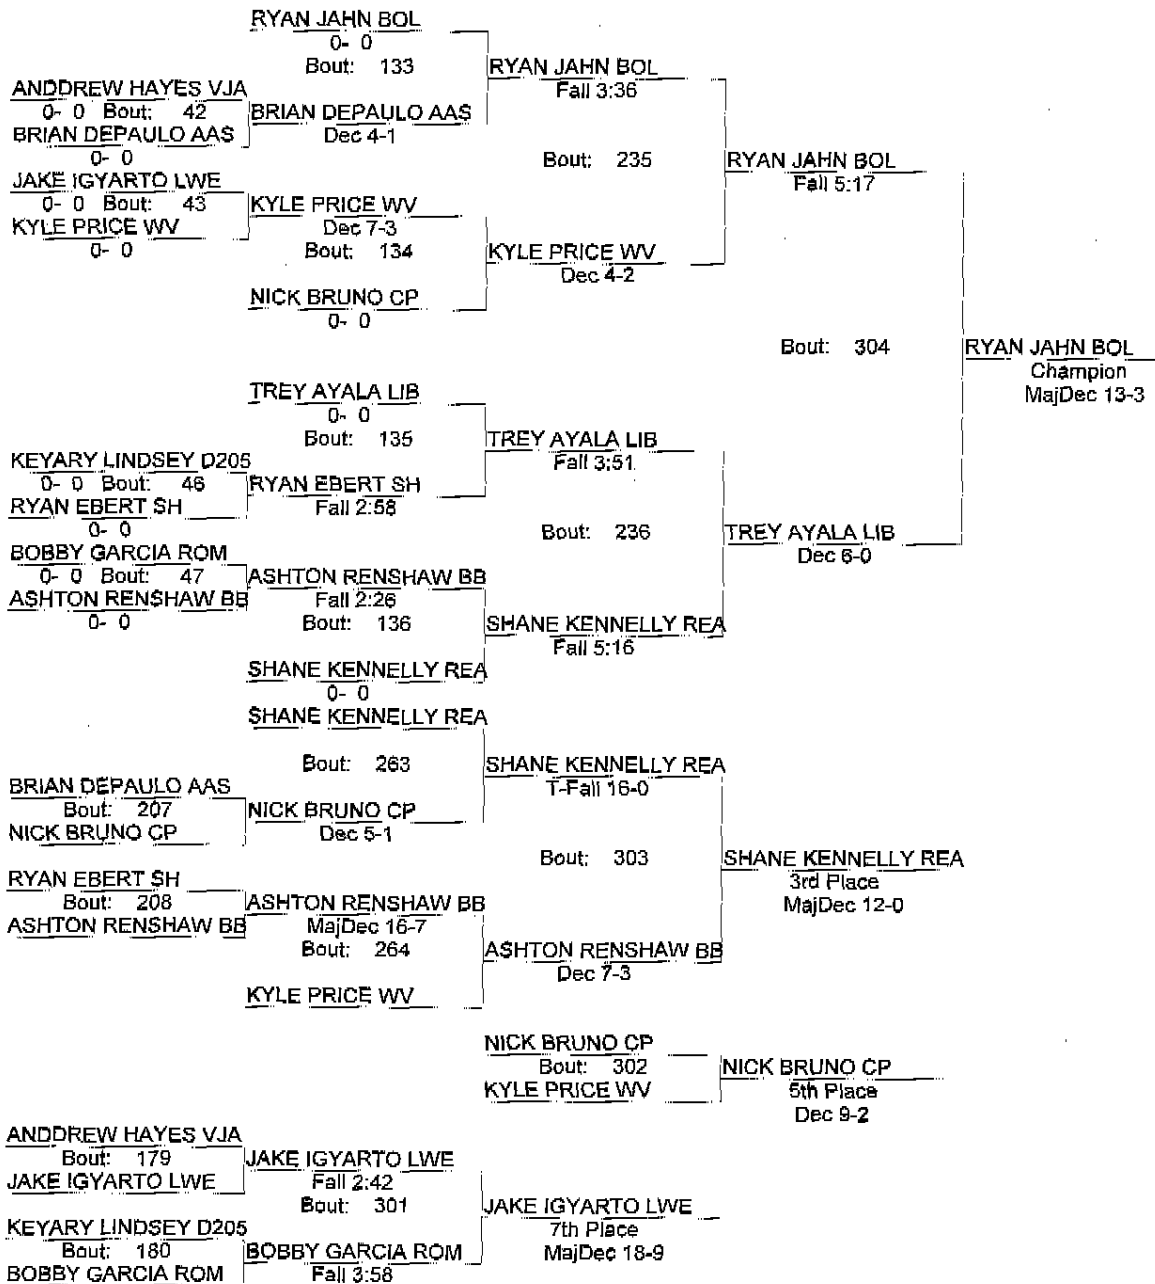 RYAN JAHN BOL
0- 0
Bout: 133
RYAN JAHN BOL
Fall 3:36
ANDDREW HAYES VJA
0- 0 Bout: 42
BRIAN DEPAULO AAS
Dec 4-1
BRIAN DEPAULO AAS
0- 0
Bout: 235
RYAN JAHN BOL
Fall 5:17
JAKE IGYARTO LWE
0- 0 Bout: 43
KYLE PRICE WV
Dec 7-3
KYLE PRICE WV
0- 0
Bout: 134
KYLE PRICE WV
Dec 4-2
NICK BRUNO CP
0- 0
Bout: 304
RYAN JAHN BOL
Champion
MajDec 13-3
TREY AYALA LIB
0- 0
Bout: 135
TREY AYALA LIB
Fall 3:51
KEYARY LINDSEY D205
0- 0 Bout: 46
RYAN EBERT SH
Fall 2:58
RYAN EBERT SH
0- 0
Bout: 236
TREY AYALA LIB
Dec 6-0
BOBBY GARCIA ROM
0- 0 Bout: 47
ASHTON RENSHAW BB
Fall 2:26
ASHTON RENSHAW BB
0- 0
Bout: 136
SHANE KENNELLY REA
Fall 5:16
SHANE KENNELLY REA
0- 0
SHANE KENNELLY REA
Bout: 263
SHANE KENNELLY REA
T-Fall 16-0
BRIAN DEPAULO AAS
Bout: 207
NICK BRUNO CP
NICK BRUNO CP
Dec 5-1
Bout: 303
SHANE KENNELLY REA
3rd Place
MajDec 12-0
RYAN EBERT SH
Bout: 208
ASHTON RENSHAW BB
ASHTON RENSHAW BB
MajDec 16-7
Bout: 264
ASHTON RENSHAW BB
Dec 7-3
KYLE PRICE WV
NICK BRUNO CP
Bout: 302
KYLE PRICE WV
NICK BRUNO CP
5th Place
Dec 9-2
ANDDREW HAYES VJA
Bout: 179
JAKE IGYARTO LWE
JAKE IGYARTO LWE
Fall 2:42
Bout: 301
JAKE IGYARTO LWE
7th Place
MajDec 18-9
KEYARY LINDSEY D205
Bout: 180
BOBBY GARCIA ROM
BOBBY GARCIA ROM
Fall 3:58